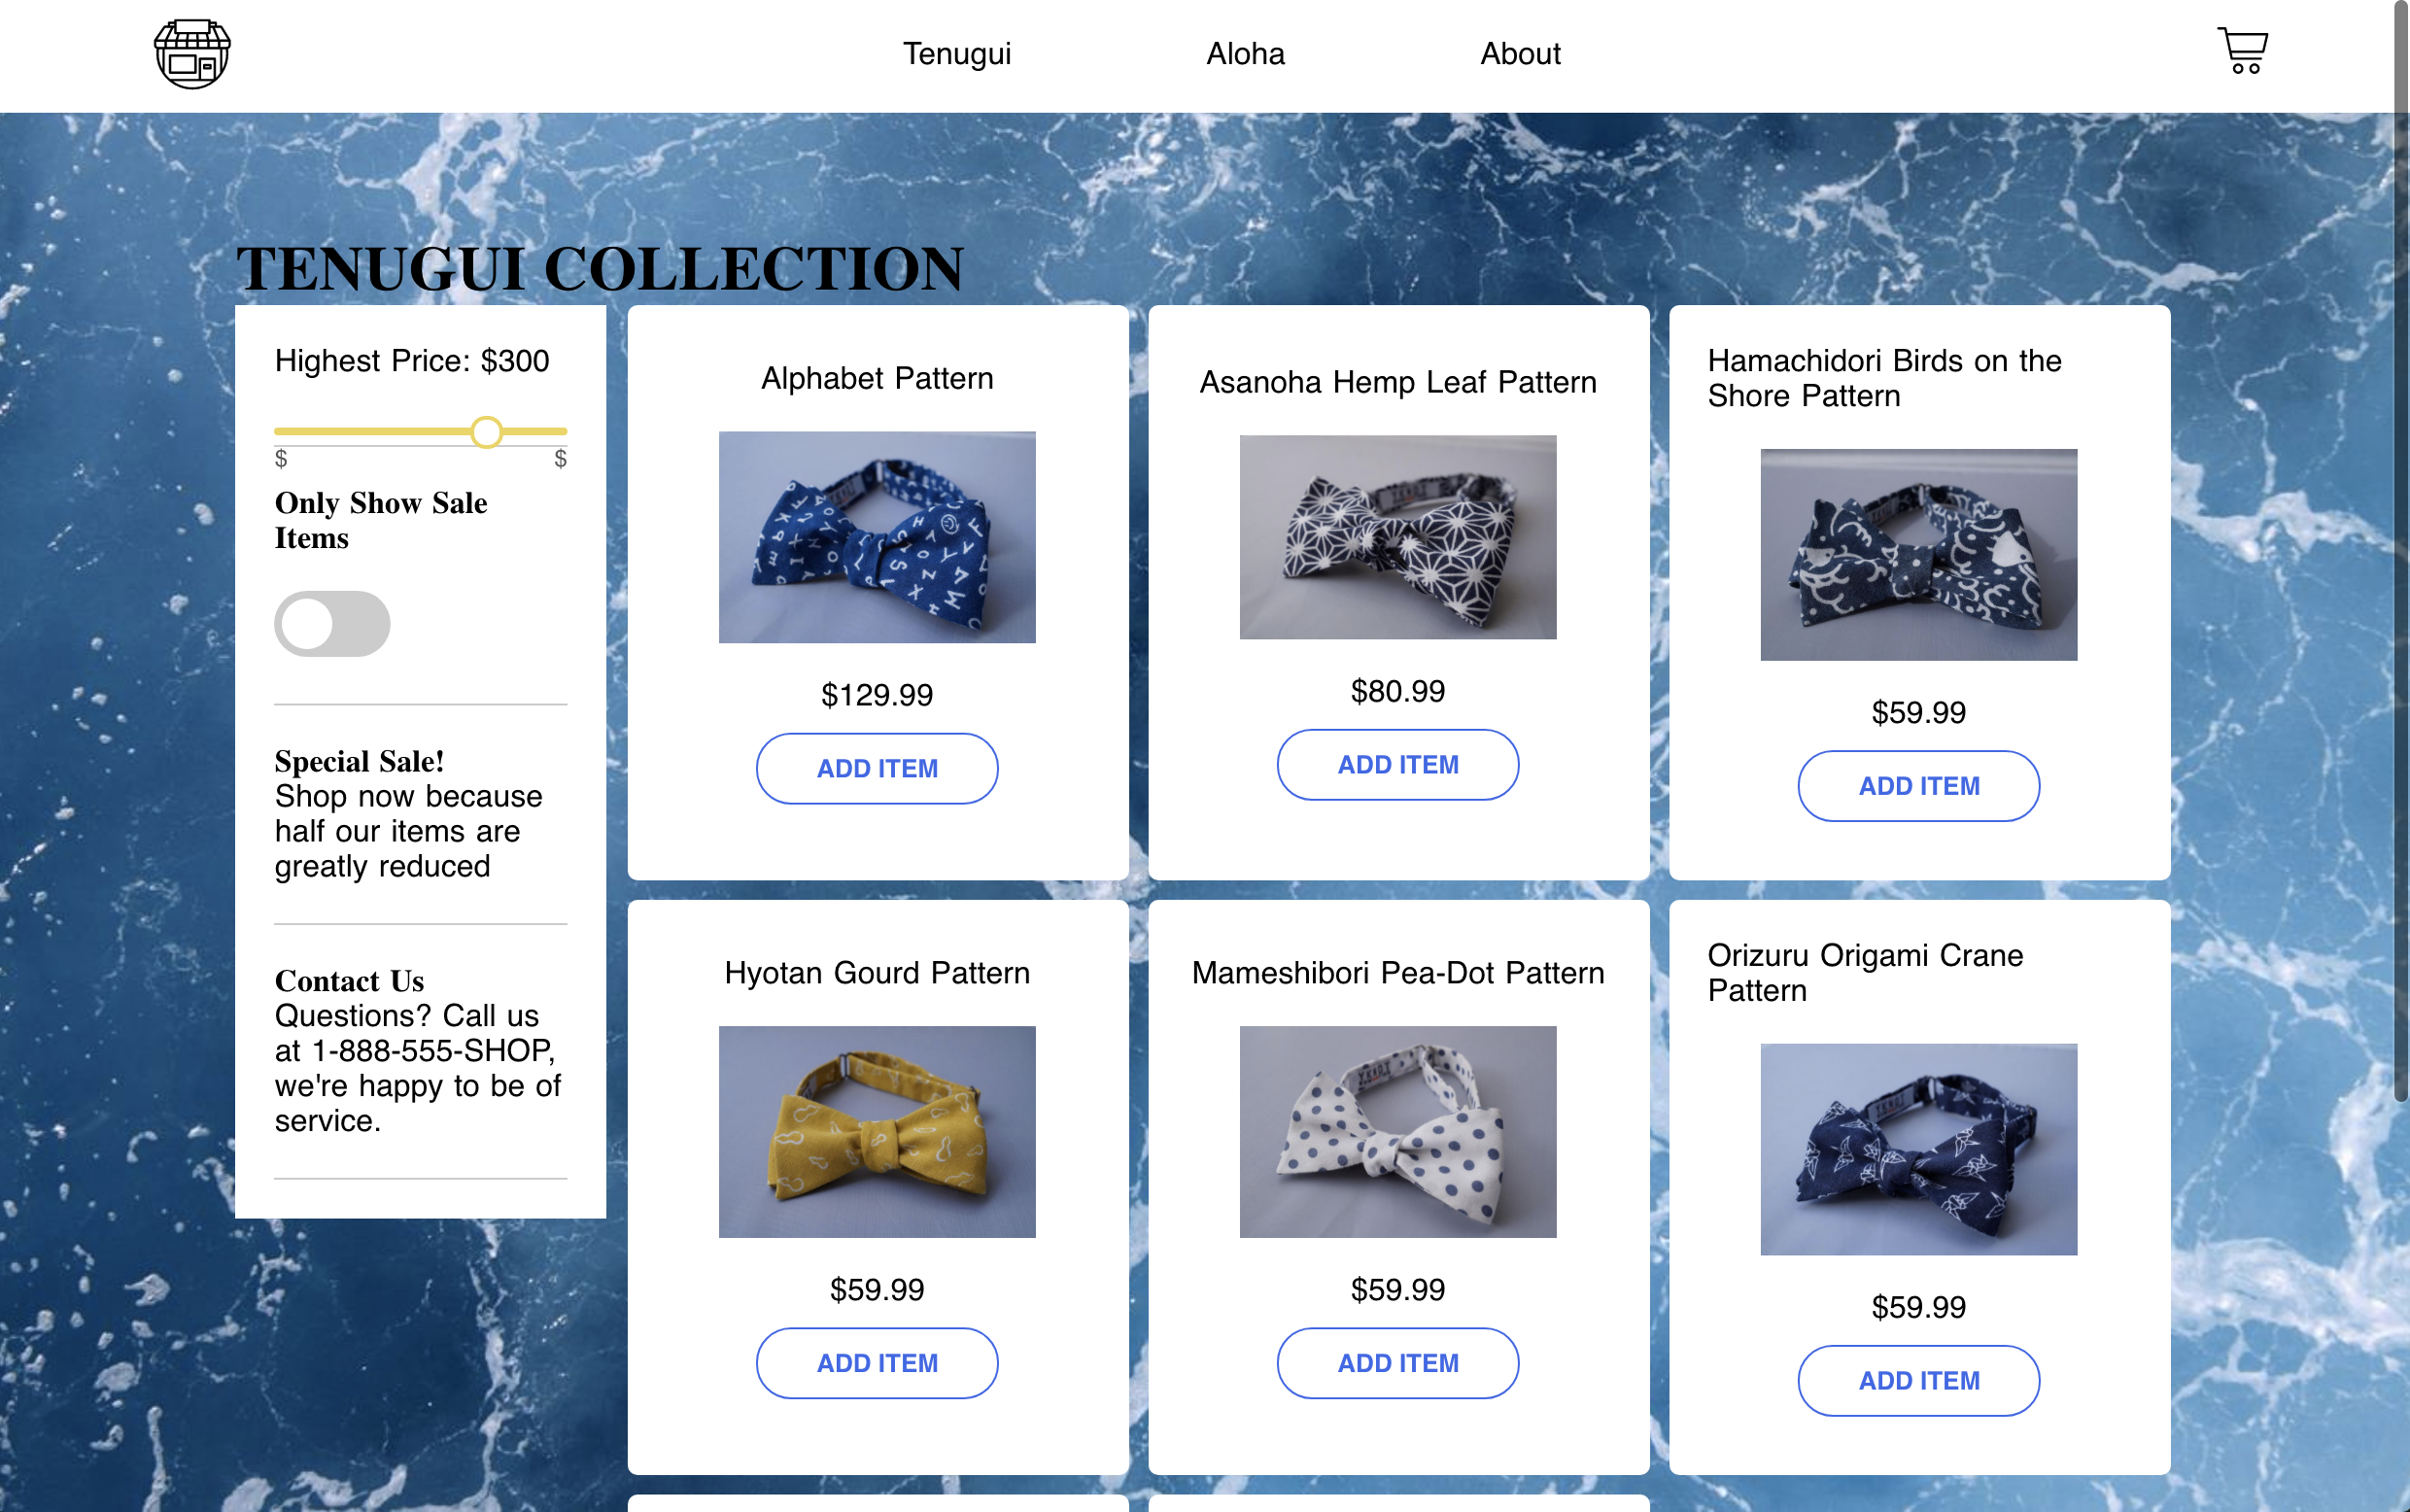 Tenugui
Aloha
About
TENUGUI COLLECTION
Highest Price: $300
$
$
Only Show Sale
Items
Special Sale!
Shop now because
half our items are
greatly reduced
Contact Us
Questions? Call us
at 1-888-555-SHOP,
we're happy to be of
service.
Alphabet Pattern
$129.99
ADD ITEM
Asanoha Hemp Leaf Pattern
$80.99
ADD ITEM
Hamachidori Birds on the
Shore Pattern
$59.99
ADD ITEM
Hyotan Gourd Pattern
$59.99
ADD ITEM
Mameshibori Pea-Dot Pattern
$59.99
ADD ITEM
Orizuru Origami Crane
Pattern
$59.99
ADD ITEM